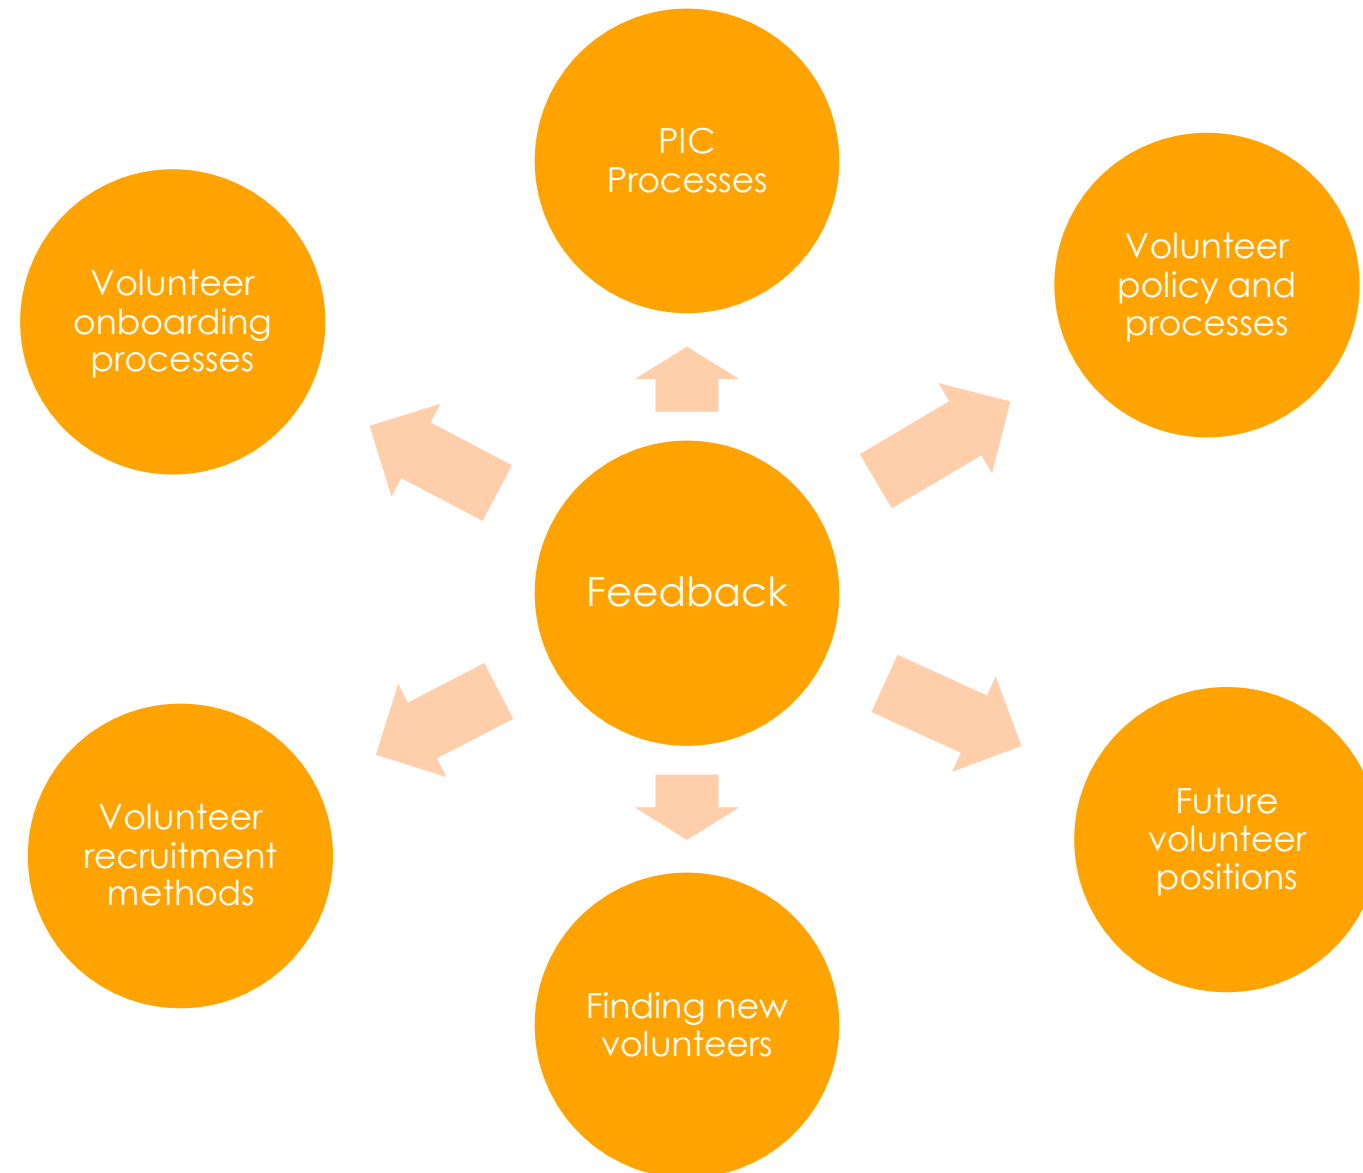 PIC
Processes
Volunteer
policy and
processes
Volunteer
onboarding
processes
Feedback
Future
volunteer
positions
Volunteer
recruitment
methods
Finding new
volunteers